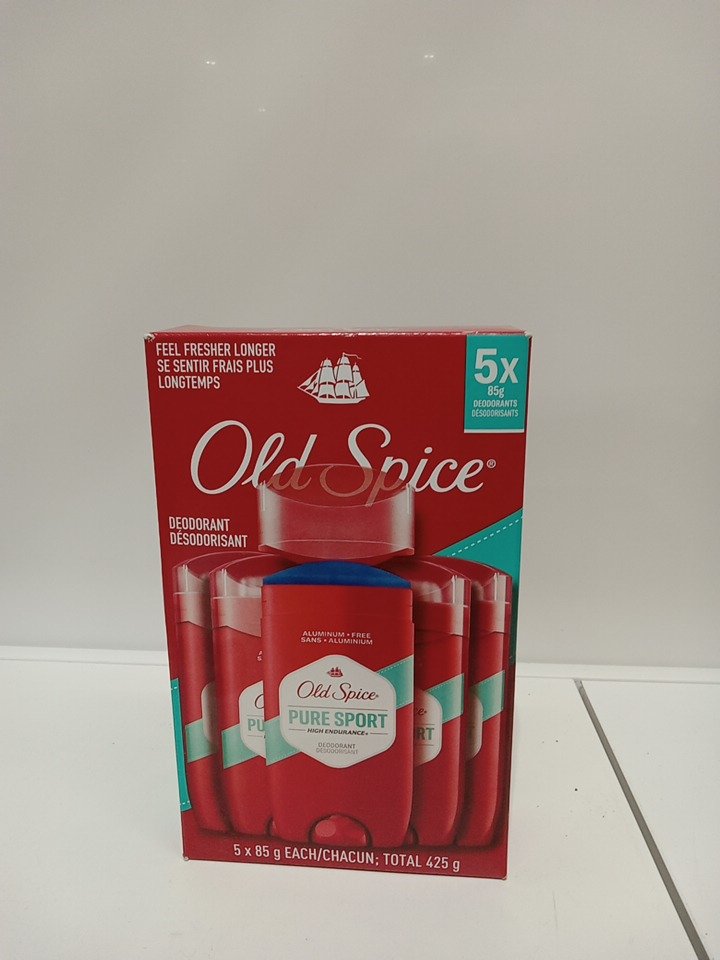 FEEL FRESHER LONGER
SE SENTIR FRAIS PLUS
LONGTEMPS
5x
85g
DEODORANTS
DÉSODORISANTS
Old Spice®
DEODORANT
DÉSODORISANT
ALUMINUM • FREE
SANS • ALUMINIUM
Old Spice
PURE SPORT
HIGH ENDURANCE
DEODORANT
DÉSODORISANT
5 x 85 g EACH/CHACUN; TOTAL 425 g